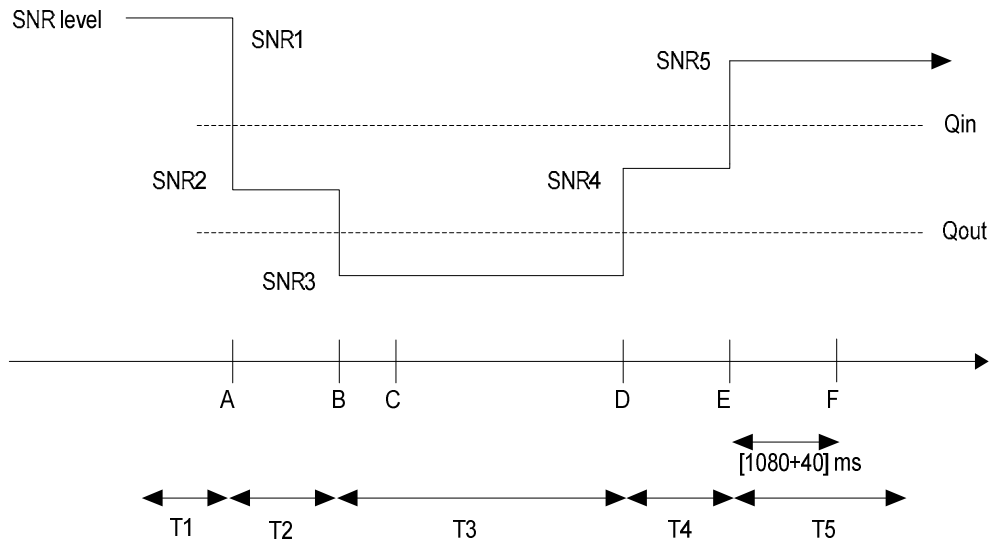 SNR level
SNR1
SNR5
Qin
SNR2
SNR4
Qout
SNR3
A B C D E F
[1080+40] ms
T1 T2 T3 T4 T5